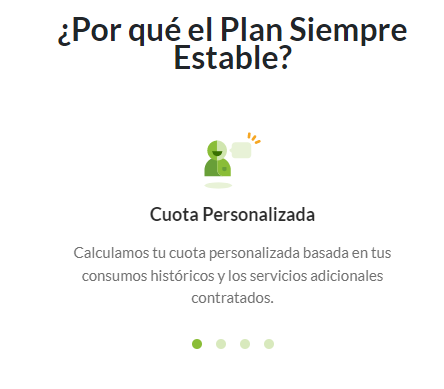 ¿Por qué el Plan Siempre
Estable?
Cuota Personalizada
Calculamos tu cuota personalizada basada en tus
consumos históricos y los servicios adicionales
contratados.